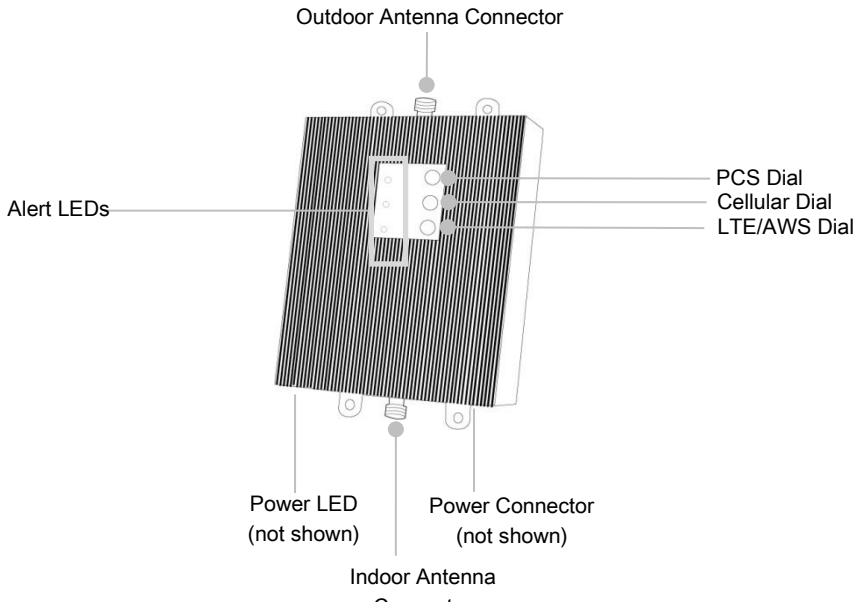 Outdoor Antenna Connector
PCS Dial
Cellular Dial
LTE/AWS Dial
Alert LEDs
Power LED
(not shown)
Power Connector
(not shown)
Indoor Antenna